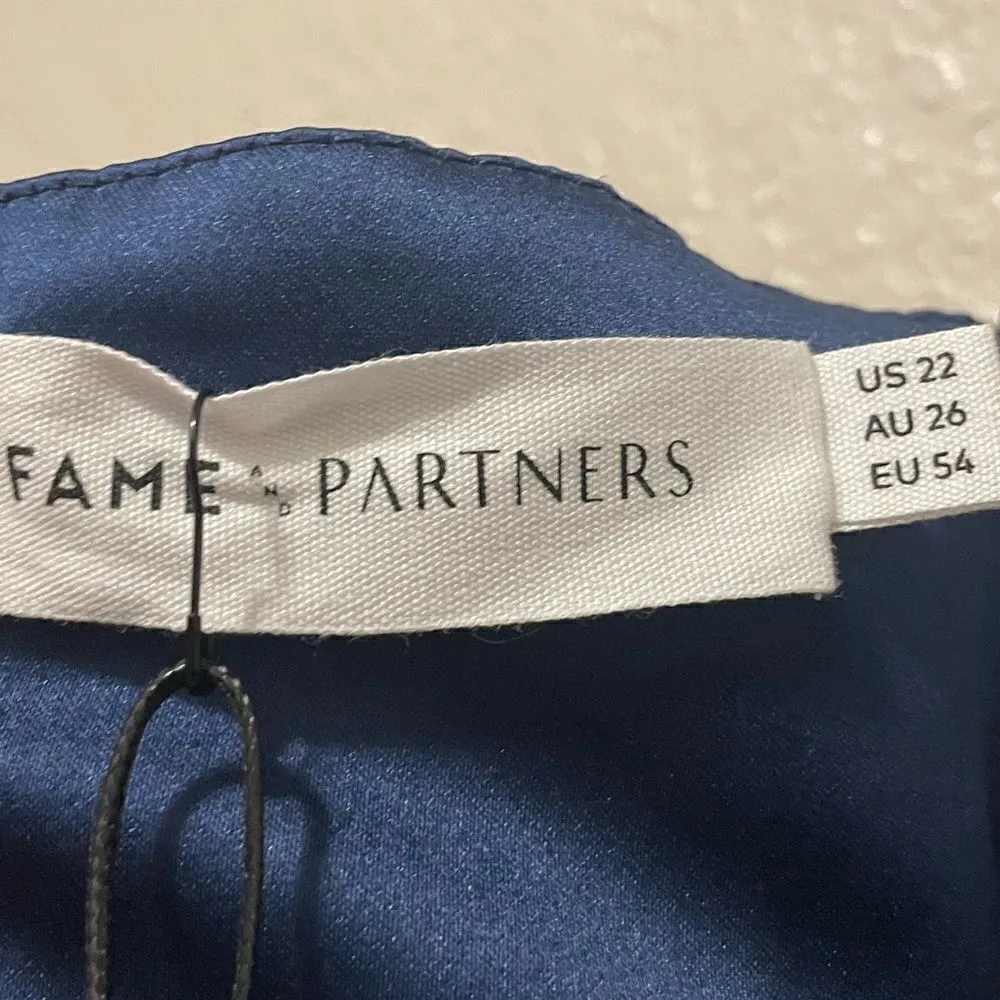 FAME AND PARTNERS
US 22
AU 26
EU 54